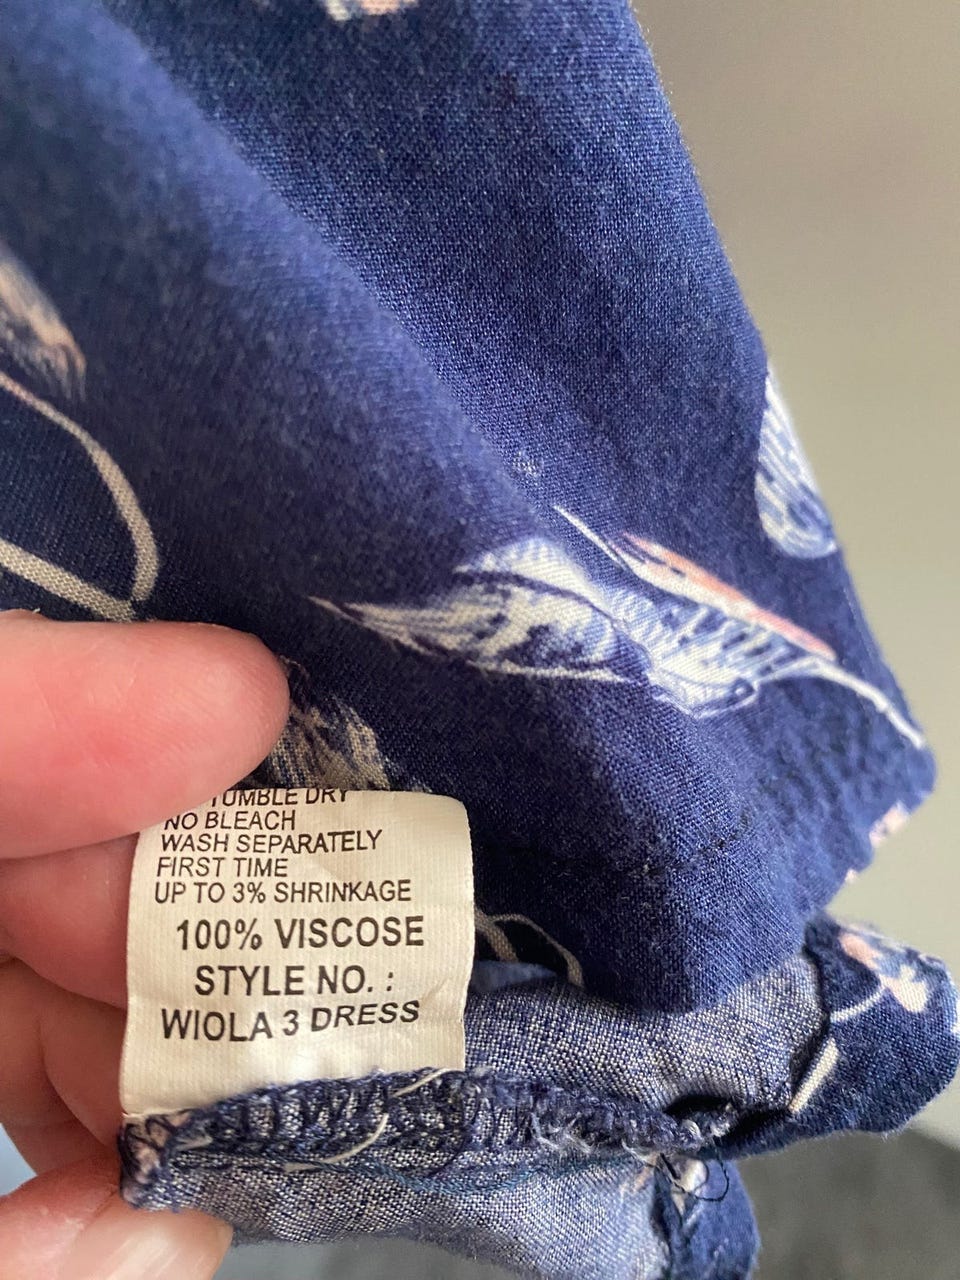 TUMBLE DRY
NO BLEACH
WASH SEPARATELY
FIRST TIME
UP TO 3% SHRINKAGE
100% VISCOSE
STYLE NO. :
WIOLA 3 DRESS